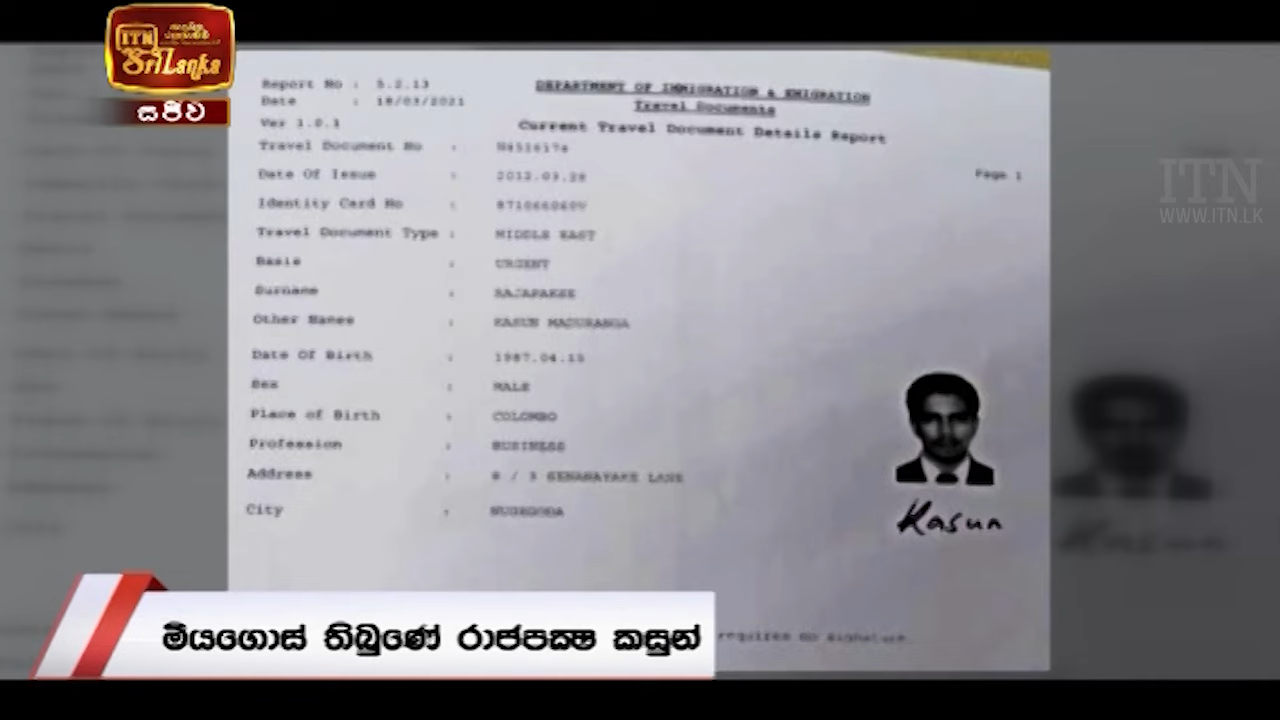 ITN
Sri Lanka
සජීව
Report No : 5.2.13
Date : 18/03/2021
Ver 1.0.1
DEPARTMENT OF IMMIGRATION & EMIGRATION
Travel Documents
Current Travel Document Details Report
Page 1
ITN
WWW.ITN.LK
Travel Document No :
Date Of Issue : 2012.03.28
Identity Card No : 871066060V
Travel Document Type : MIDDLE EAST
Basis : URGENT
Surname : RAJAPAKSE
Other Names : KASUN MADURANGA
Date Of Birth : 1987.04.15
Sex : MALE
Place of Birth : COLOMBO
Profession : BUSINESS
Address : SENANAYAKE LANE
City : NUGEGODA
Kasun
requires no signature.
මියගොස් තිබුණේ රාජපක්ෂ කසුන්